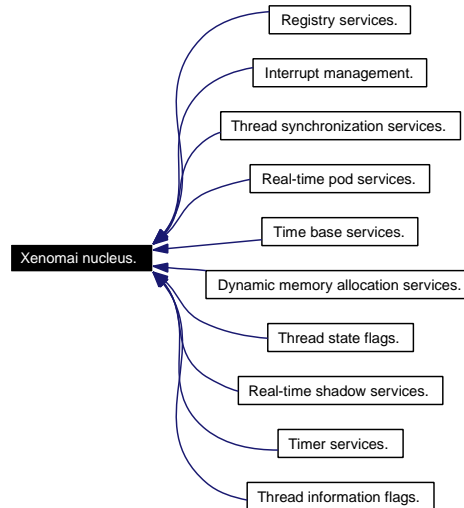 Registry services.
Interrupt management.
Thread synchronization services.
Real-time pod services.
Time base services.
Xenomai nucleus.
Dynamic memory allocation services.
Thread state flags.
Real-time shadow services.
Timer services.
Thread information flags.